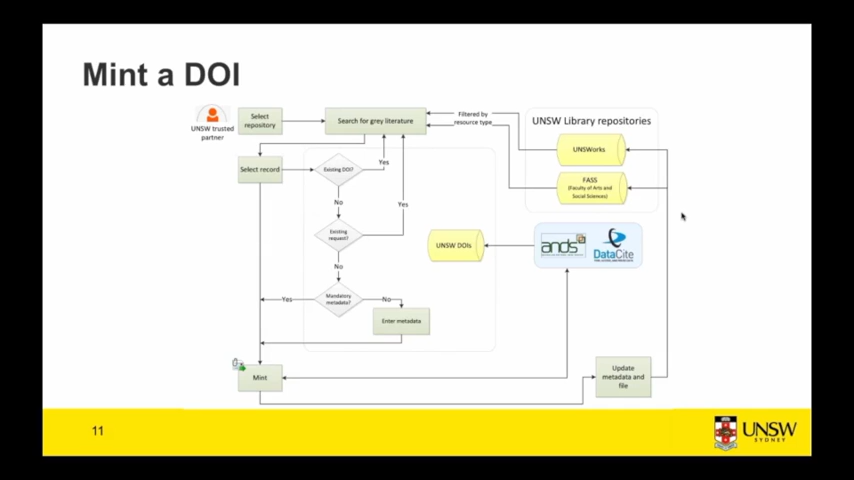 Mint a DOI
UNSW trusted
partner
Select
repository
Search for grey literature
Filtered by
resource type
UNSW Library repositories
UNSWorks
FASS
(Faculty of Arts and
Social Sciences)
Select record
Existing DOI?
Yes
No
Yes
Existing
request?
No
UNSW DOIs
ands
DataCite
Mandatory
metadata?
Yes
No
Enter metadata
Mint
Update
metadata and
file
11
UNSW
SYDNEY